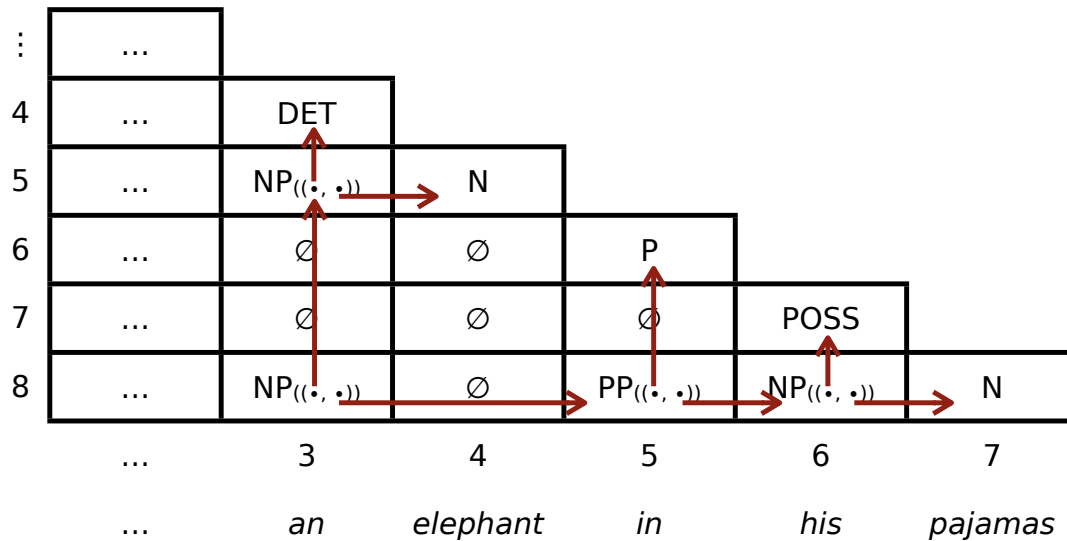 ⋮ …
4 … DET
5 … NP((•, •)) N
6 … ∅ ∅ P
7 … ∅ ∅ ∅ POSS
8 … NP((•, •)) ∅ PP((•, •)) NP((•, •)) N
… 3 4 5 6 7
… an elephant in his pajamas